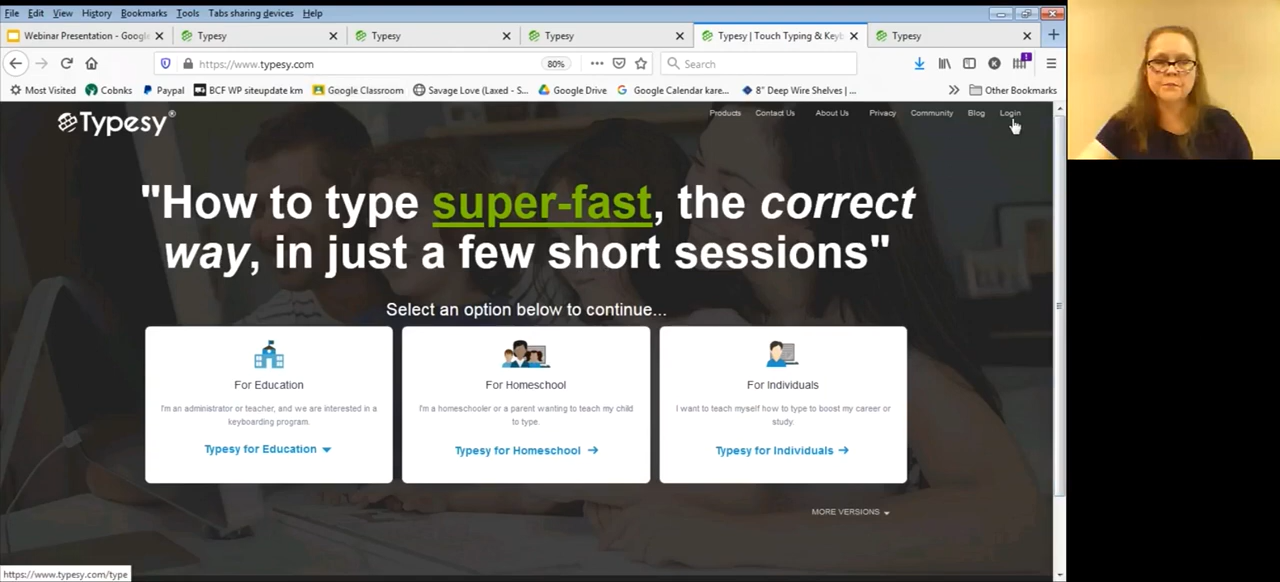 File Edit View History Bookmarks Tools Tabs sharing devices Help
Webinar Presentation - Google Typesy Typesy Typesy Typesy | Touch Typing & Keyb Typesy
https://www.typesy.com 80% Search
Most Visited Cobnks Paypal BCF WP siteupdate km Google Classroom Savage Love (Laxed - S... Google Drive Google Calendar kare... 8" Deep Wire Shelves | ... Other Bookmarks
Typesy® Products Contact Us About Us Privacy Community Blog Login
"How to type super-fast, the correct
way, in just a few short sessions"
Select an option below to continue...
For Education
I'm an administrator or teacher, and we are interested in a
keyboarding program.
Typesy for Education
For Homeschool
I'm a homeschooler or a parent wanting to teach my child
to type.
Typesy for Homeschool
For Individuals
I want to teach myself how to type to boost my career or
study.
Typesy for Individuals
MORE VERSIONS
https://www.typesy.com/type